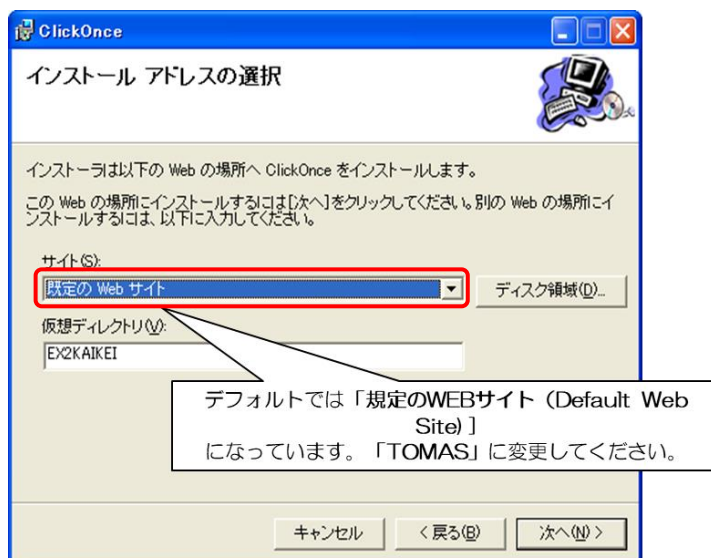 ClickOnce
インストール アドレスの選択
インストーラは以下の Web の場所へ ClickOnce をインストールします。
この Web の場所にインストールするには[次へ]をクリックしてください。別の Web の場所にイ
ンストールするには、以下に入力してください。
サイト(S):
既定の Web サイト
ディスク領域(D)...
仮想ディレクトリ(V):
EX2KAIKEI
デフォルトでは「規定のWEBサイト（Default Web
Site)］
になっています。「TOMAS」に変更してください。
キャンセル
< 戻る(B)
次へ(N) >